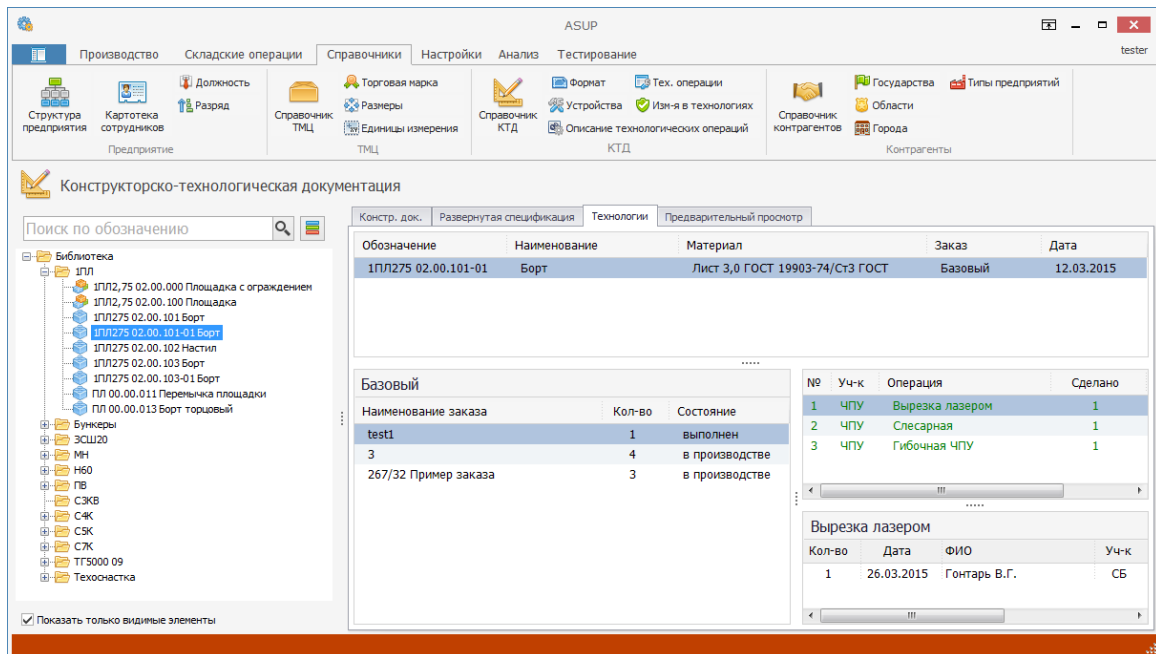 ASUP
Производство Складские операции Справочники Настройки Анализ Тестирование tester
Структура предприятия
Картотека сотрудников
Должность
Разряд
Предприятие
Справочник ТМЦ
Торговая марка
Размеры
Единицы измерения
ТМЦ
Справочник КТД
Формат
Тех. операции
Устройства
Изм-я в технологиях
Описание технологических операций
КТД
Справочник контрагентов
Государства
Типы предприятий
Области
Города
Контрагенты
Конструкторско-технологическая документация
Поиск по обозначению
Библиотека
1ПЛ
1ПЛ2,75 02.00.000 Площадка с ограждением
1ПЛ2,75 02.00.100 Площадка
1ПЛ275 02.00.101 Борт
1ПЛ275 02.00.101-01 Борт
1ПЛ275 02.00.102 Настил
1ПЛ275 02.00.103 Борт
1ПЛ275 02.00.103-01 Борт
ПЛ 00.00.011 Перемычка площадки
ПЛ 00.00.013 Борт торцовый
Бункеры
ЗСШ20
МН
Н60
ПВ
СЗКВ
С4К
С5К
С7К
ТГ5000 09
Техоснастка
Показать только видимые элементы
Констр. док. Развернутая спецификация Технологии Предварительный просмотр
Обозначение Наименование Материал Заказ Дата
1ПЛ275 02.00.101-01 Борт Лист 3,0 ГОСТ 19903-74/Ст3 ГОСТ Базовый 12.03.2015
Базовый
Наименование заказа Кол-во Состояние
test1 1 выполнен
3 4 в производстве
267/32 Пример заказа 3 в производстве
№ Уч-к Операция Сделано
1 ЧПУ Вырезка лазером 1
2 ЧПУ Слесарная 1
3 ЧПУ Гибочная ЧПУ 1
Вырезка лазером
Кол-во Дата ФИО Уч-к
1 26.03.2015 Гонтарь В.Г. СБ